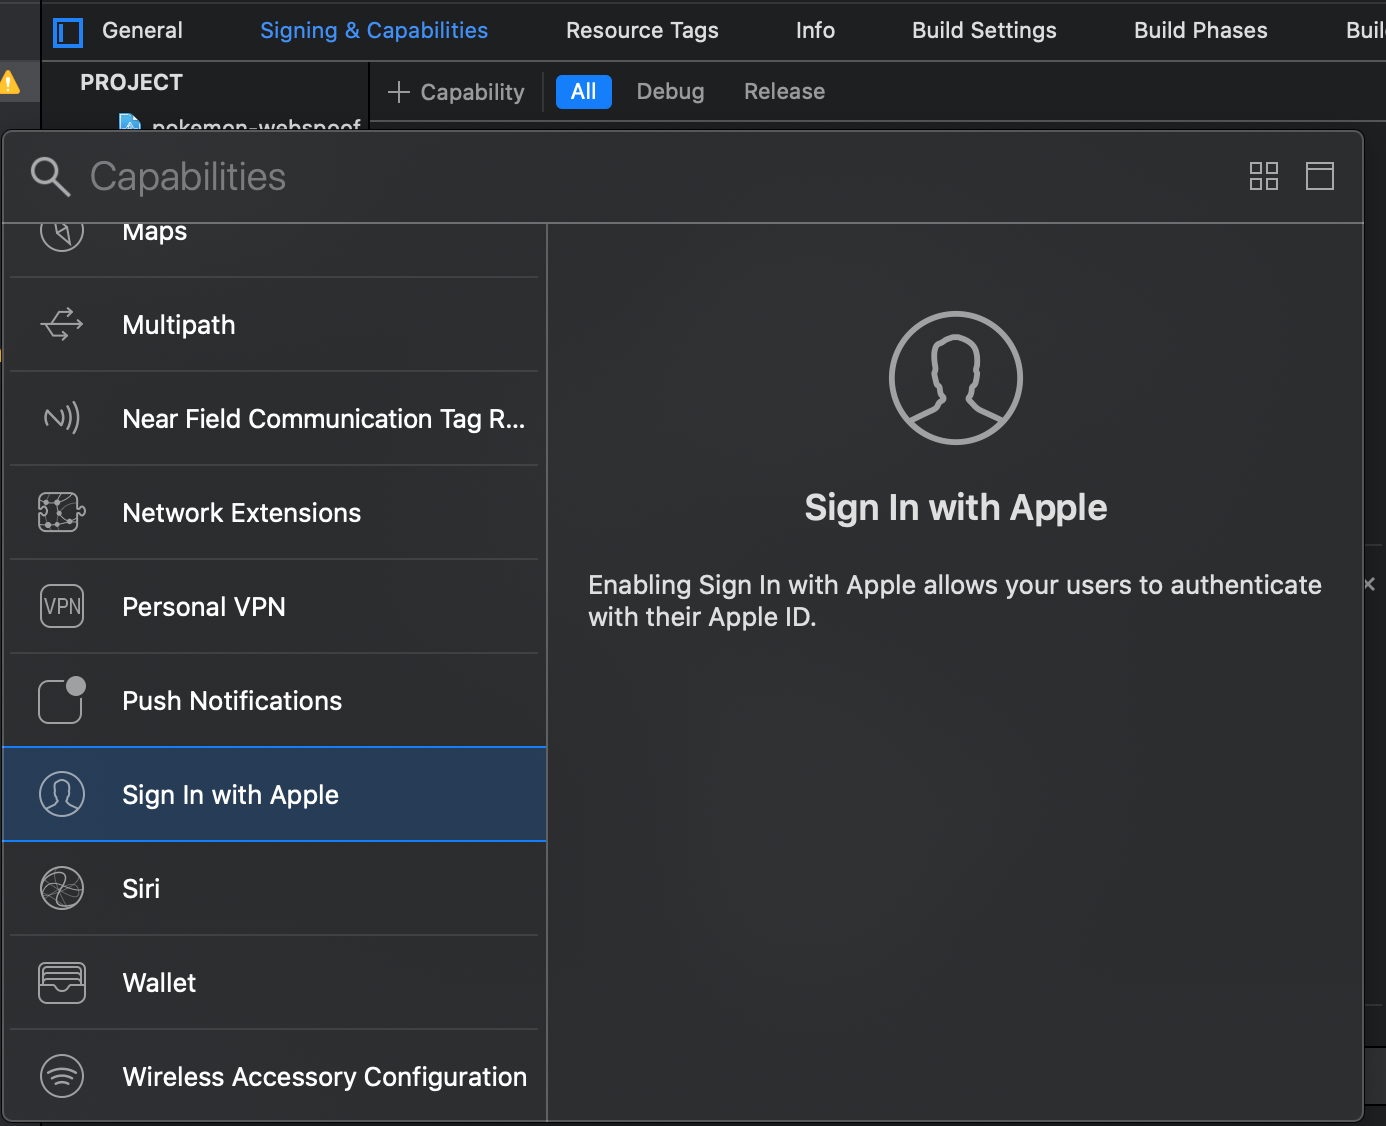 General
Signing & Capabilities
Resource Tags
Info
Build Settings
Build Phases
PROJECT
Capability
All
Debug
Release
pokemon-webspoof
Capabilities
Maps
Multipath
Near Field Communication Tag R...
Network Extensions
VPN
Personal VPN
Push Notifications
Sign In with Apple
Siri
Wallet
Wireless Accessory Configuration
Sign In with Apple
Enabling Sign In with Apple allows your users to authenticate
with their Apple ID.